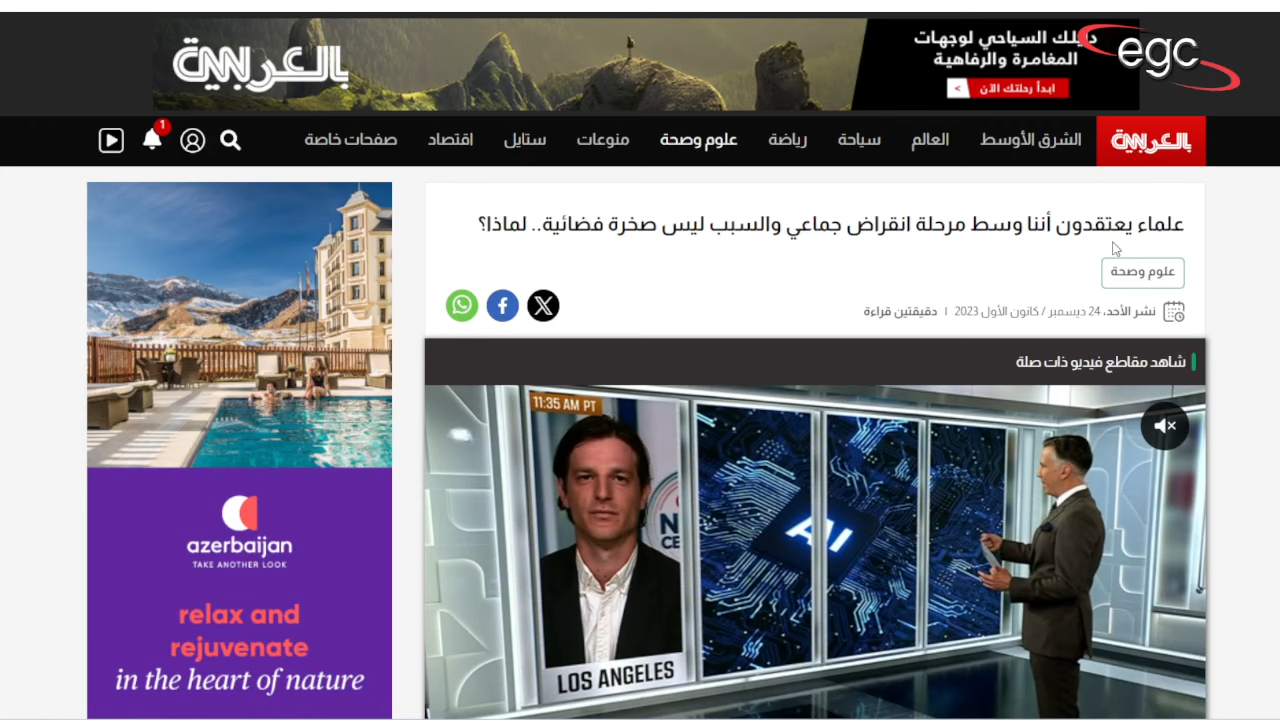 بالعربية
دليلك السياحي لوجهات
المغامرة والرفاهية
ابدأ رحلتك الآن >
egc
بالعربية
الشرق الأوسط العالم سياحة رياضة علوم وصحة منوعات ستايل اقتصاد صفحات خاصة
1
علماء يعتقدون أننا وسط مرحلة انقراض جماعي والسبب ليس صخرة فضائية.. لماذا؟
علوم وصحة
نشر الأحد، 24 ديسمبر / كانون الأول 2023 | دقيقتين قراءة
شاهد مقاطع فيديو ذات صلة
11:35 AM PT
AI
N
CE
LOS ANGELES
azerbaijan
TAKE ANOTHER LOOK
relax and
rejuvenate
in the heart of nature